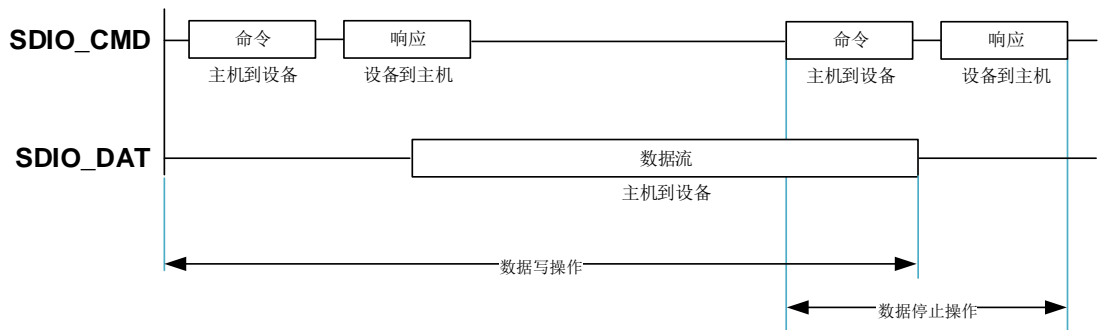 SDIO_CMD
命令
响应
命令
响应
主机到设备
设备到主机
主机到设备
设备到主机
SDIO_DAT
数据流
主机到设备
数据写操作
数据停止操作